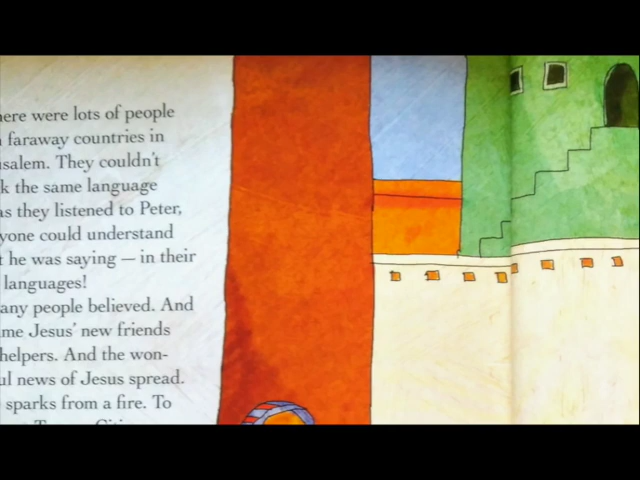 here were lots of people
faraway countries in
usalem. They couldn't
k the same language
as they listened to Peter,
yone could understand
t he was saying — in their
languages!
any people believed. And
me Jesus' new friends
helpers. And the won-
ul news of Jesus spread.
sparks from a fire. To